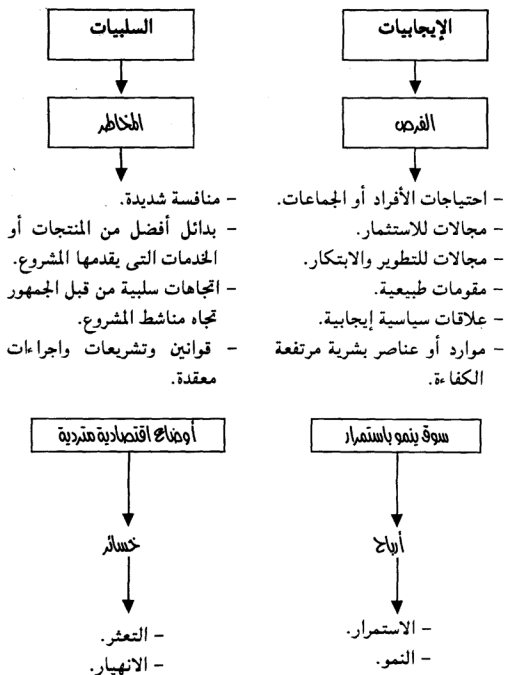 الإيجابيات
الفرص
- احتياجات الأفراد أو الجماعات.
- مجالات للاستثمار.
- مجالات للتطوير والابتكار.
- مقومات طبيعية.
- علاقات سياسية إيجابية.
- موارد أو عناصر بشرية مرتفعة
الكفاءة.
سوق ينمو باستمرار
أرباح
- الاستمرار.
- النمو.
السلبيات
المخاطر
- منافسة شديدة.
- بدائل أفضل من المنتجات أو
الخدمات التى يقدمها المشروع.
- اتجاهات سلبية من قبل الجمهور
تجاه مناشط المشروع.
- قوانين وتشريعات واجراءات
معقدة.
أوضاع اقتصادية متردية
خسائر
- التعثر.
- الانهيار.